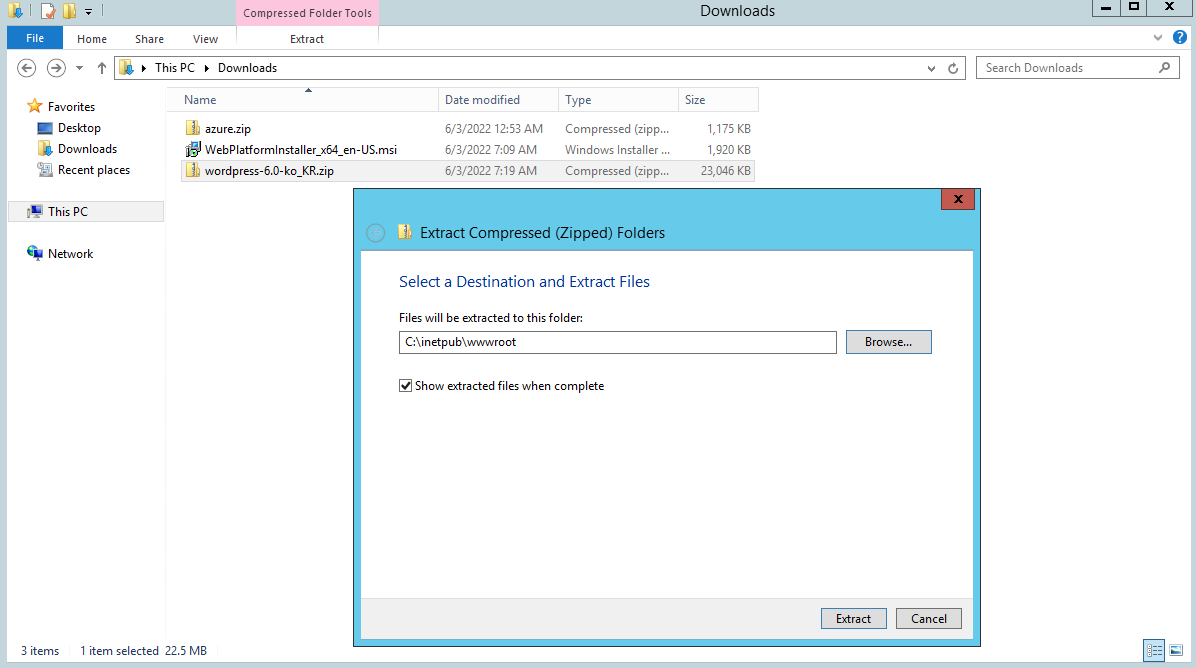 Compressed Folder Tools
Downloads
File Home Share View Extract
This PC Downloads
Search Downloads
Favorites
Desktop
Downloads
Recent places
This PC
Network
Name Date modified Type Size
azure.zip 6/3/2022 12:53 AM Compressed (zipp... 1,175 KB
WebPlatformInstaller_x64_en-US.msi 6/3/2022 7:09 AM Windows Installer ... 1,920 KB
wordpress-6.0-ko_KR.zip 6/3/2022 7:19 AM Compressed (zipp... 23,046 KB
Extract Compressed (Zipped) Folders
Select a Destination and Extract Files
Files will be extracted to this folder:
C:\inetpub\wwwroot Browse...
Show extracted files when complete
Extract Cancel
3 items 1 item selected 22.5 MB